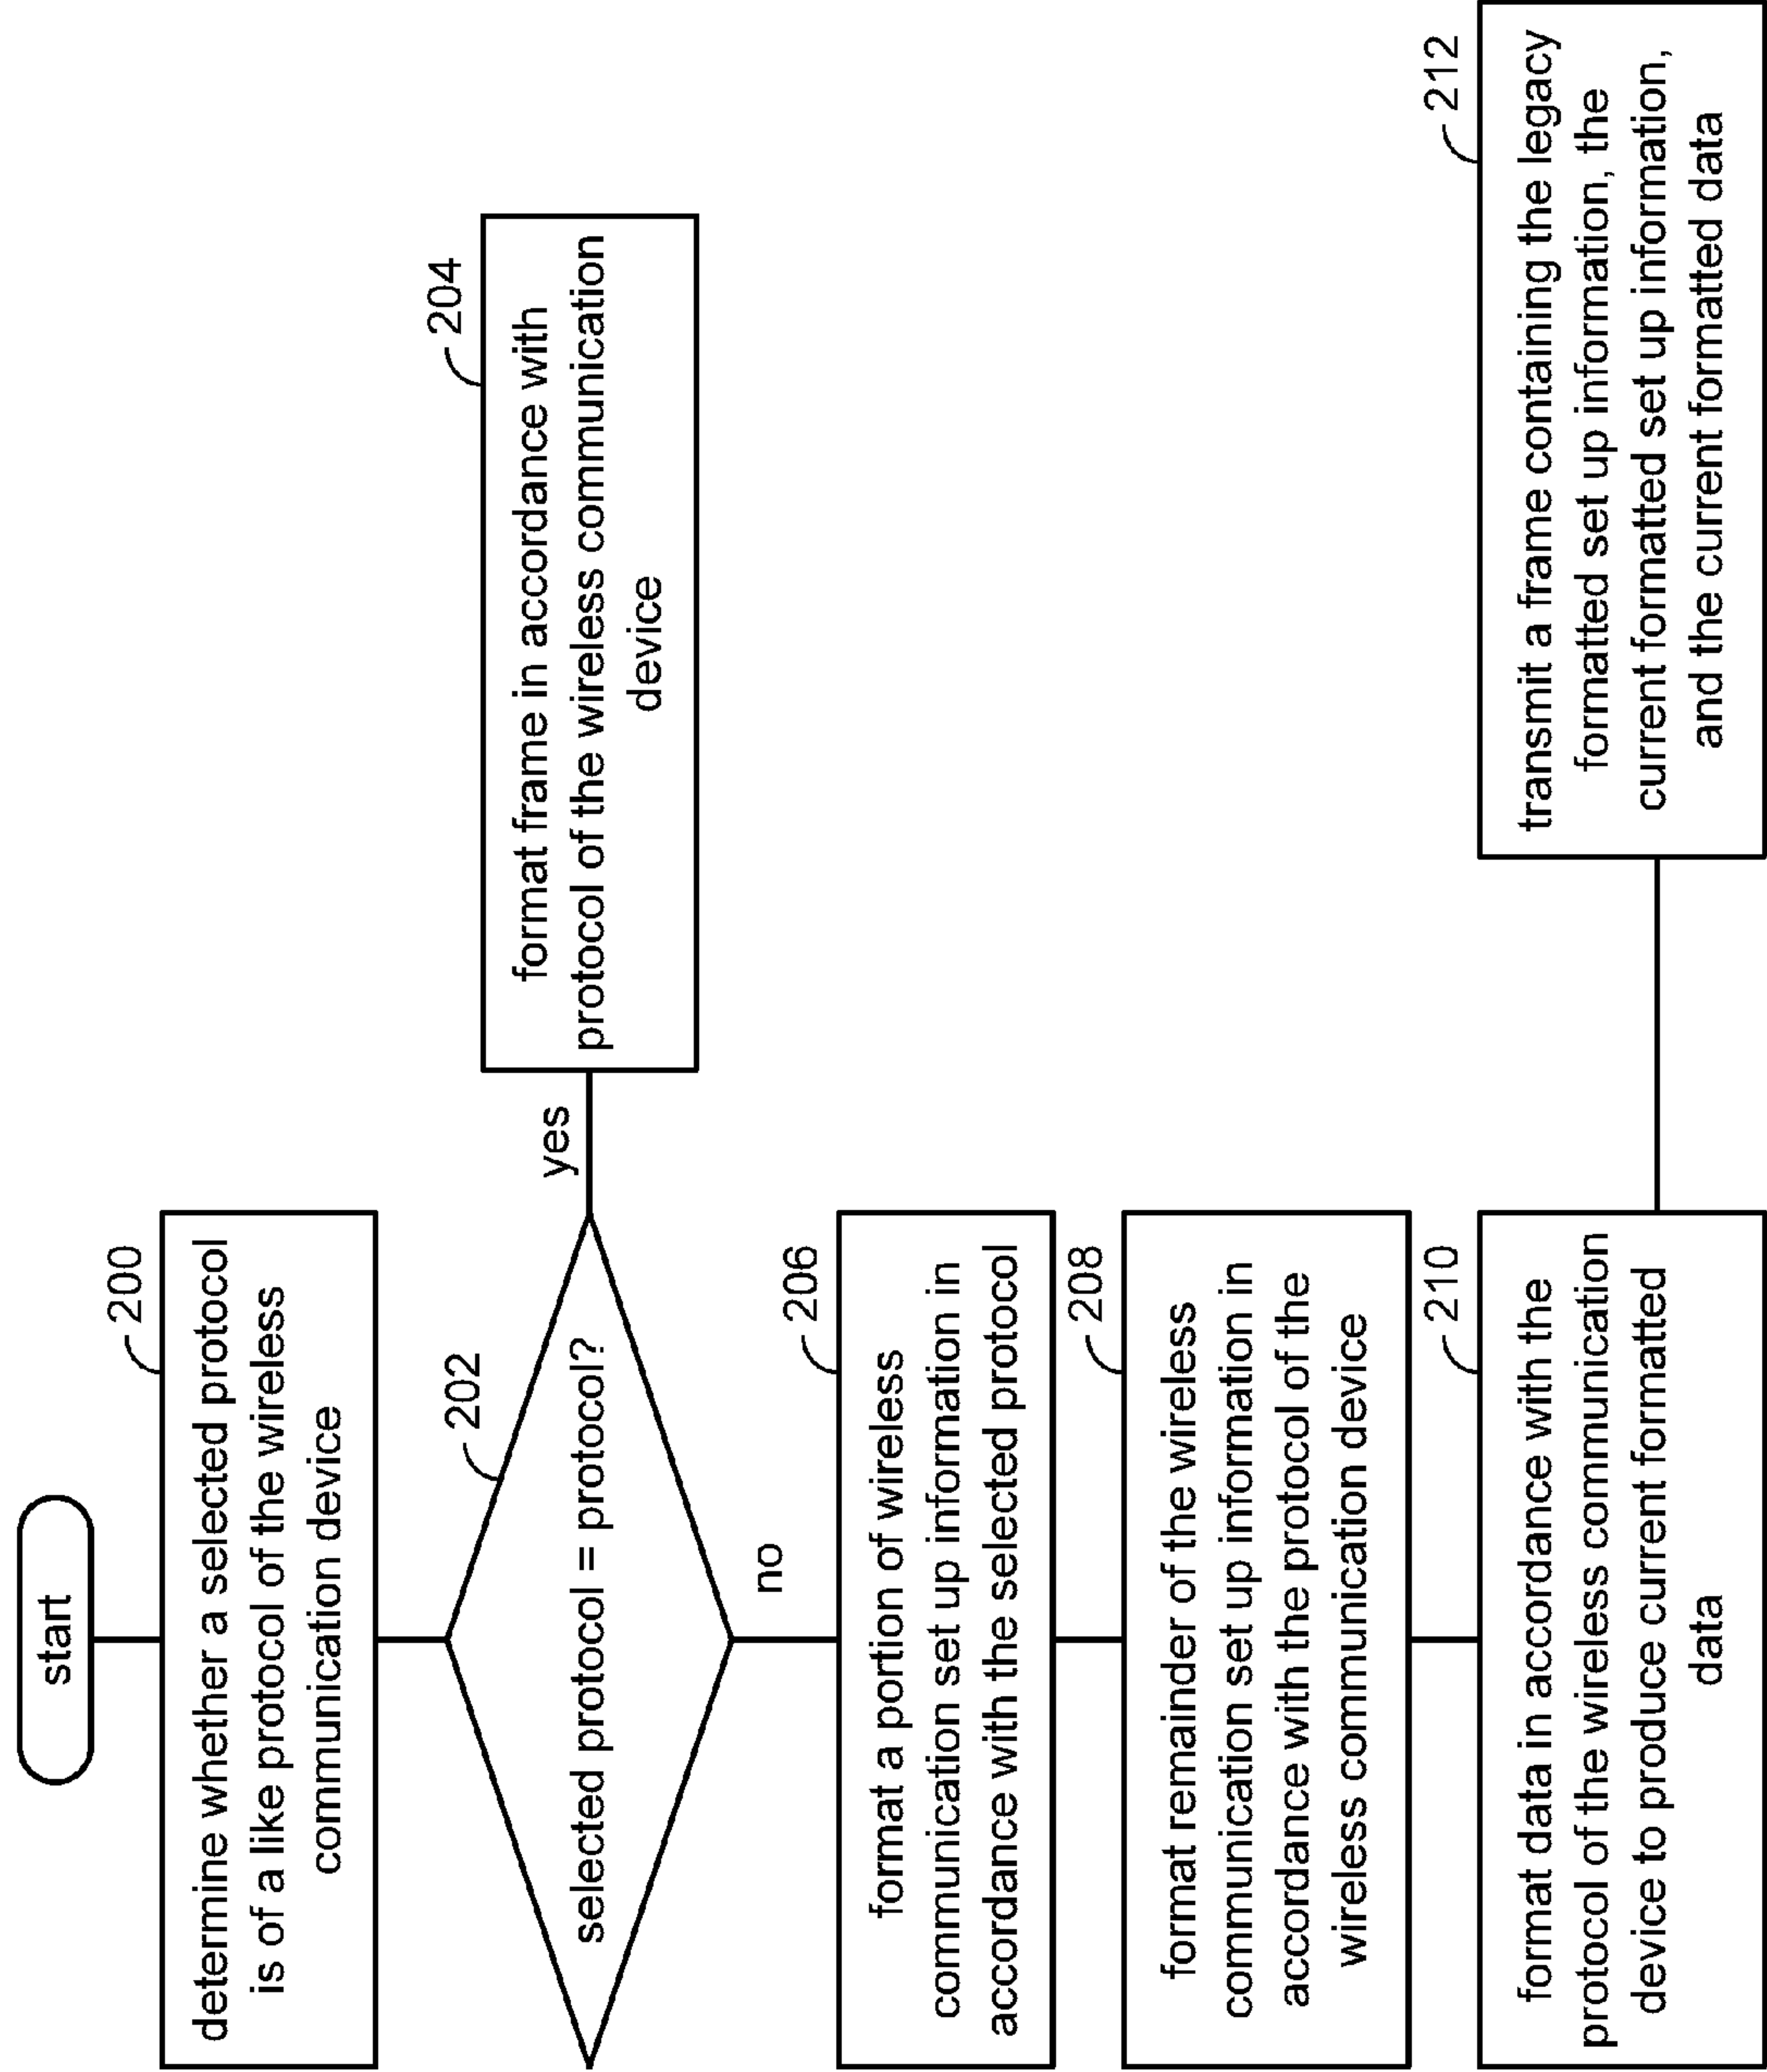 start
200
determine whether a selected protocol
is of a like protocol of the wireless
communication device
202
selected protocol = protocol?
yes
204
format frame in accordance with
protocol of the wireless communication
device
no
206
format a portion of wireless
communication set up information in
accordance with the selected protocol
208
format remainder of the wireless
communication set up information in
accordance with the protocol of the
wireless communication device
210
format data in accordance with the
protocol of the wireless communication
device to produce current formatted
data
212
transmit a frame containing the legacy
formatted set up information, the
current formatted set up information,
and the current formatted data